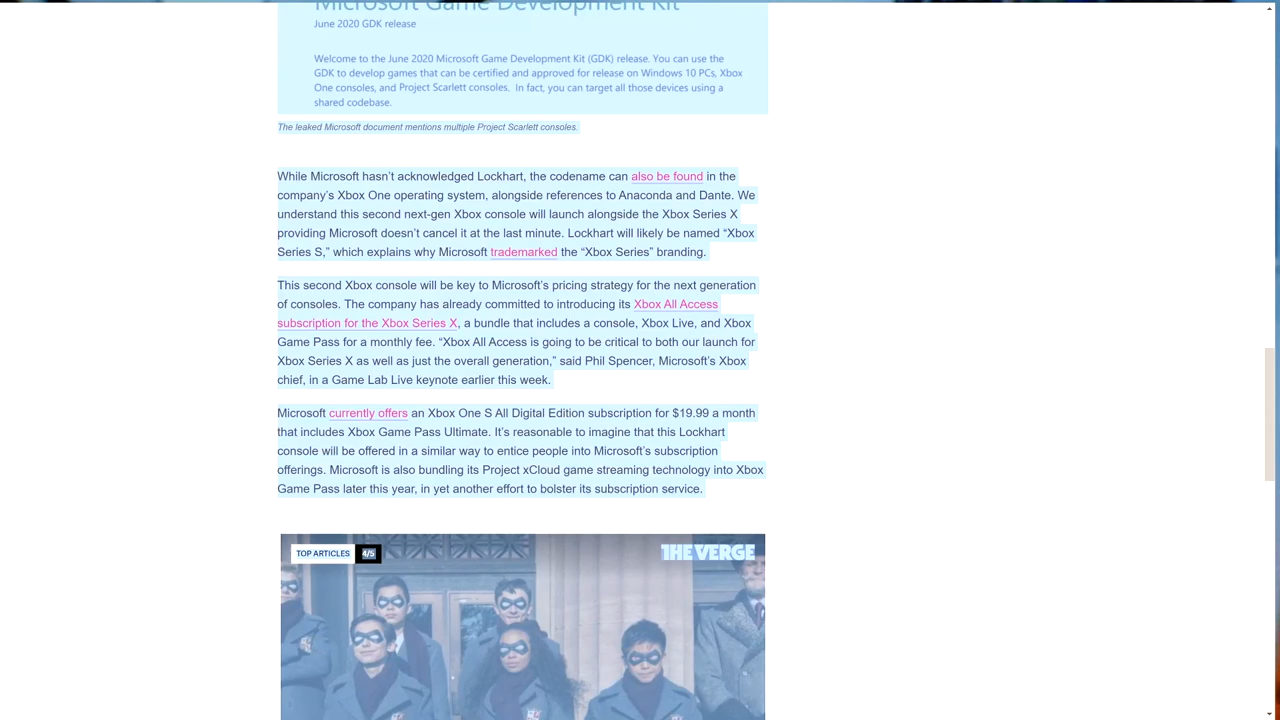 Microsoft Game Development Kit
June 2020 GDK release
Welcome to the June 2020 Microsoft Game Development Kit (GDK) release. You can use the
GDK to develop games that can be certified and approved for release on Windows 10 PCs, Xbox
One consoles, and Project Scarlett consoles. In fact, you can target all those devices using a
shared codebase.
The leaked Microsoft document mentions multiple Project Scarlett consoles.
While Microsoft hasn’t acknowledged Lockhart, the codename can also be found in the
company’s Xbox One operating system, alongside references to Anaconda and Dante. We
understand this second next-gen Xbox console will launch alongside the Xbox Series X
providing Microsoft doesn’t cancel it at the last minute. Lockhart will likely be named “Xbox
Series S,” which explains why Microsoft trademarked the “Xbox Series” branding.
This second Xbox console will be key to Microsoft’s pricing strategy for the next generation
of consoles. The company has already committed to introducing its Xbox All Access
subscription for the Xbox Series X, a bundle that includes a console, Xbox Live, and Xbox
Game Pass for a monthly fee. “Xbox All Access is going to be critical to both our launch for
Xbox Series X as well as just the overall generation,” said Phil Spencer, Microsoft’s Xbox
chief, in a Game Lab Live keynote earlier this week.
Microsoft currently offers an Xbox One S All Digital Edition subscription for $19.99 a month
that includes Xbox Game Pass Ultimate. It’s reasonable to imagine that this Lockhart
console will be offered in a similar way to entice people into Microsoft’s subscription
offerings. Microsoft is also bundling its Project xCloud game streaming technology into Xbox
Game Pass later this year, in yet another effort to bolster its subscription service.
TOP ARTICLES 4/5
THE VERGE